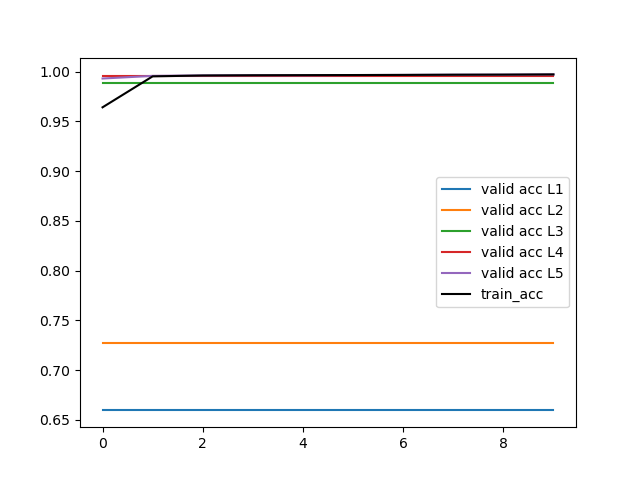 1.00
0.95
0.90
0.85
0.80
0.75
0.70
0.65
0 2 4 6 8
valid acc L1
valid acc L2
valid acc L3
valid acc L4
valid acc L5
train_acc